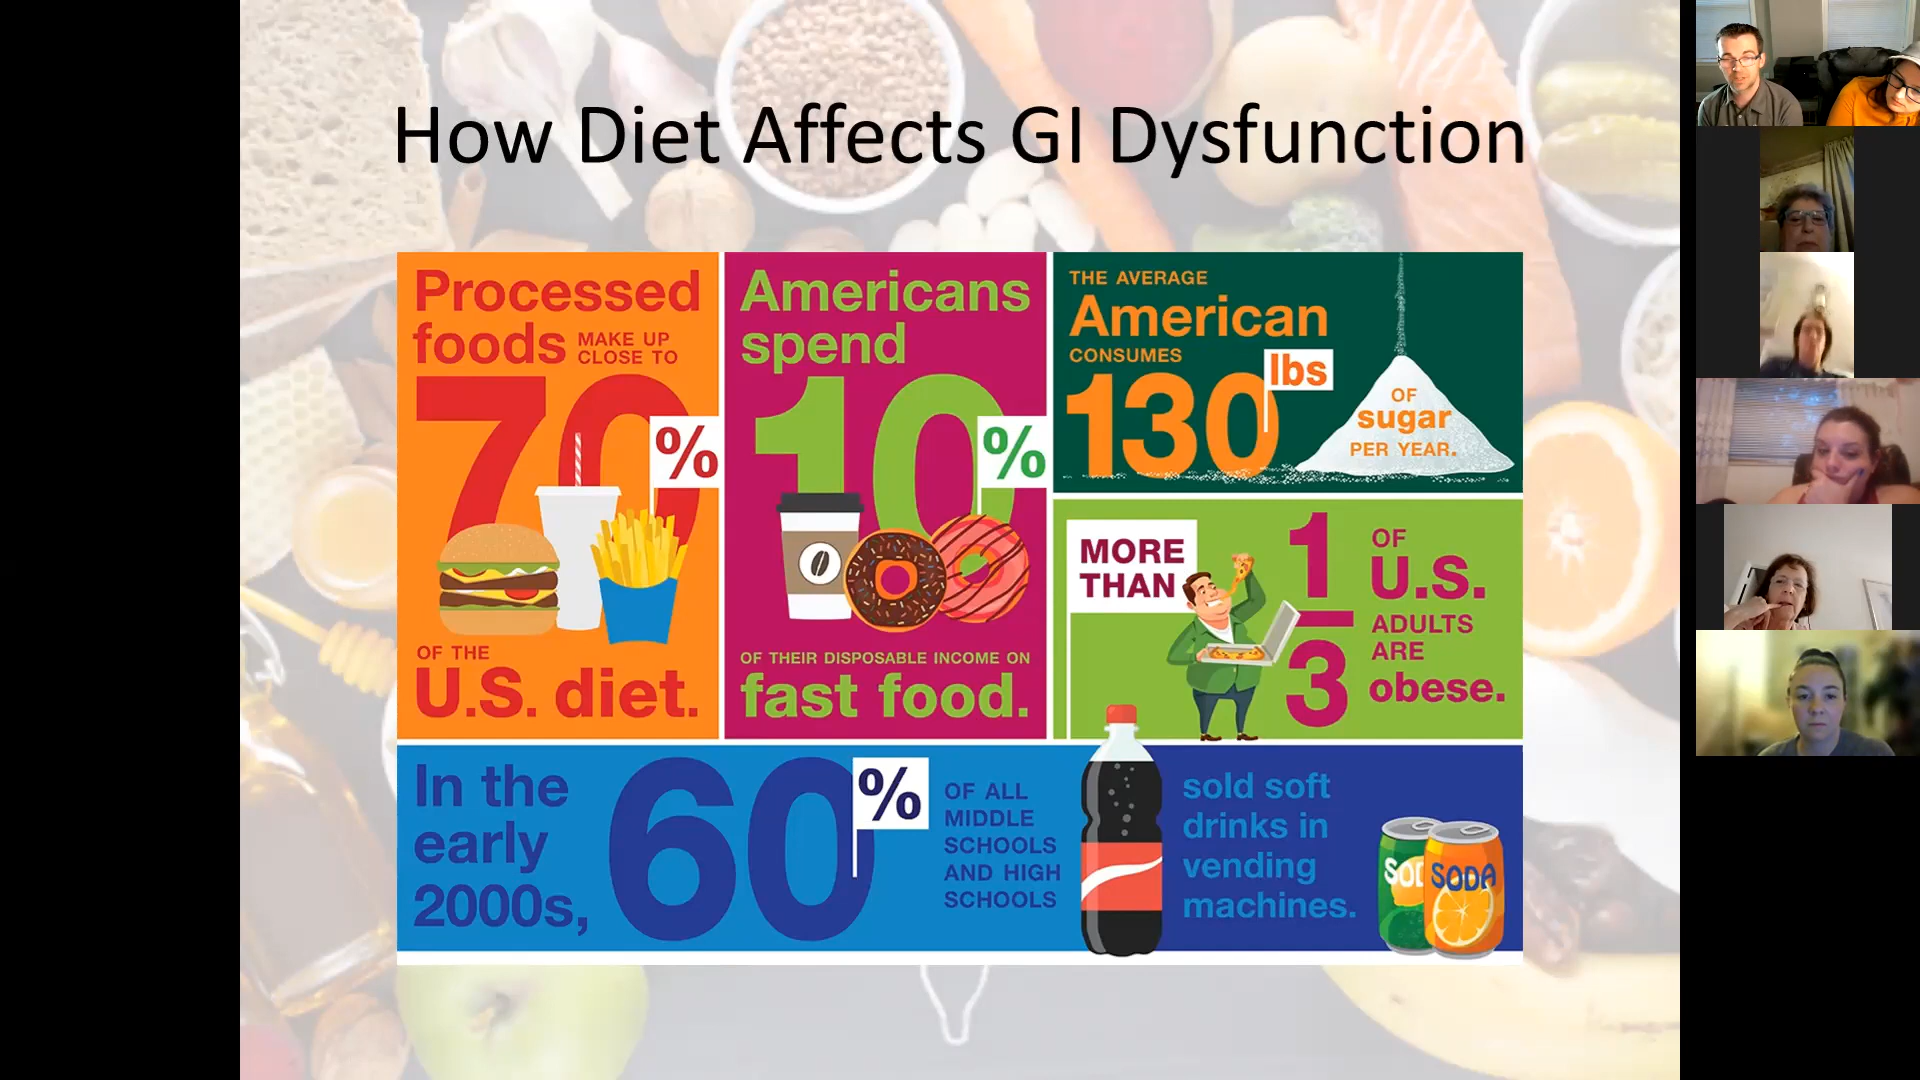 How Diet Affects GI Dysfunction
Processed
foods MAKE UP
CLOSE TO
70%
OF THE
U.S. diet.
Americans
spend
10%
OF THEIR DISPOSABLE INCOME ON
fast food.
THE AVERAGE
American
CONSUMES
130 lbs
OF
sugar
PER YEAR.
MORE
THAN
1
3
OF
U.S.
ADULTS
ARE
obese.
In the
early
2000s,
60%
OF ALL
MIDDLE
SCHOOLS
AND HIGH
SCHOOLS
sold soft
drinks in
vending
machines.
SODA